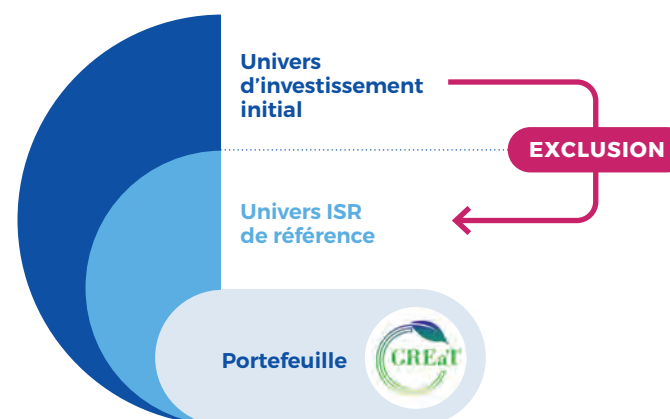 Univers
d'investissement
initial
EXCLUSION
Univers ISR
de référence
Portefeuille
CREaT